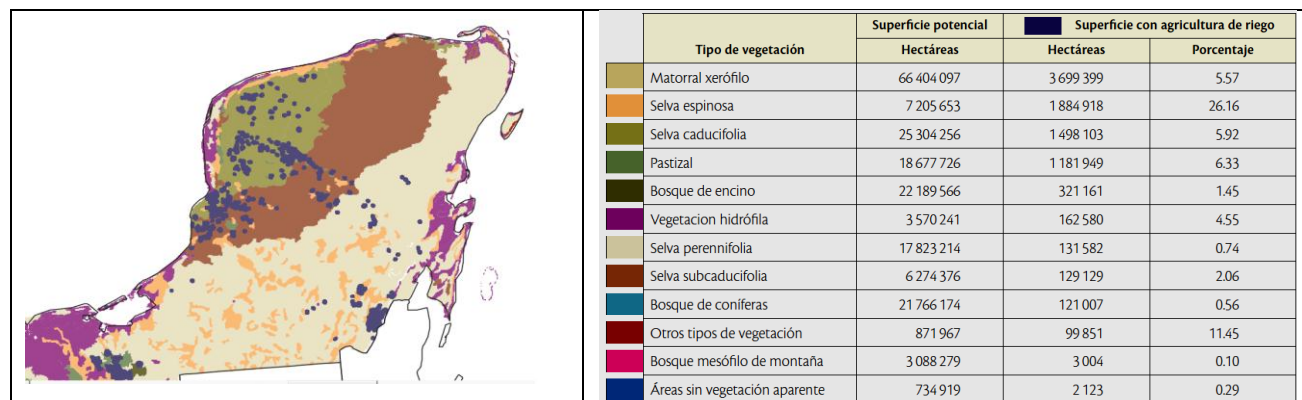 Superficie potencial Superficie con agricultura de riego
Tipo de vegetación Hectáreas Hectáreas Porcentaje
Matorral xerófilo 66 404 097 3 699 399 5.57
Selva espinosa 7 205 653 1 884 918 26.16
Selva caducifolia 25 304 256 1 498 103 5.92
Pastizal 18 677 726 1 181 949 6.33
Bosque de encino 22 189 566 321 161 1.45
Vegetacion hidrófila 3 570 241 162 580 4.55
Selva perennifolia 17 823 214 131 582 0.74
Selva subcaducifolia 6 274 376 129 129 2.06
Bosque de coníferas 21 766 174 121 007 0.56
Otros tipos de vegetación 871 967 99 851 11.45
Bosque mesófilo de montaña 3 088 279 3 004 0.10
Áreas sin vegetación aparente 734 919 2 123 0.29